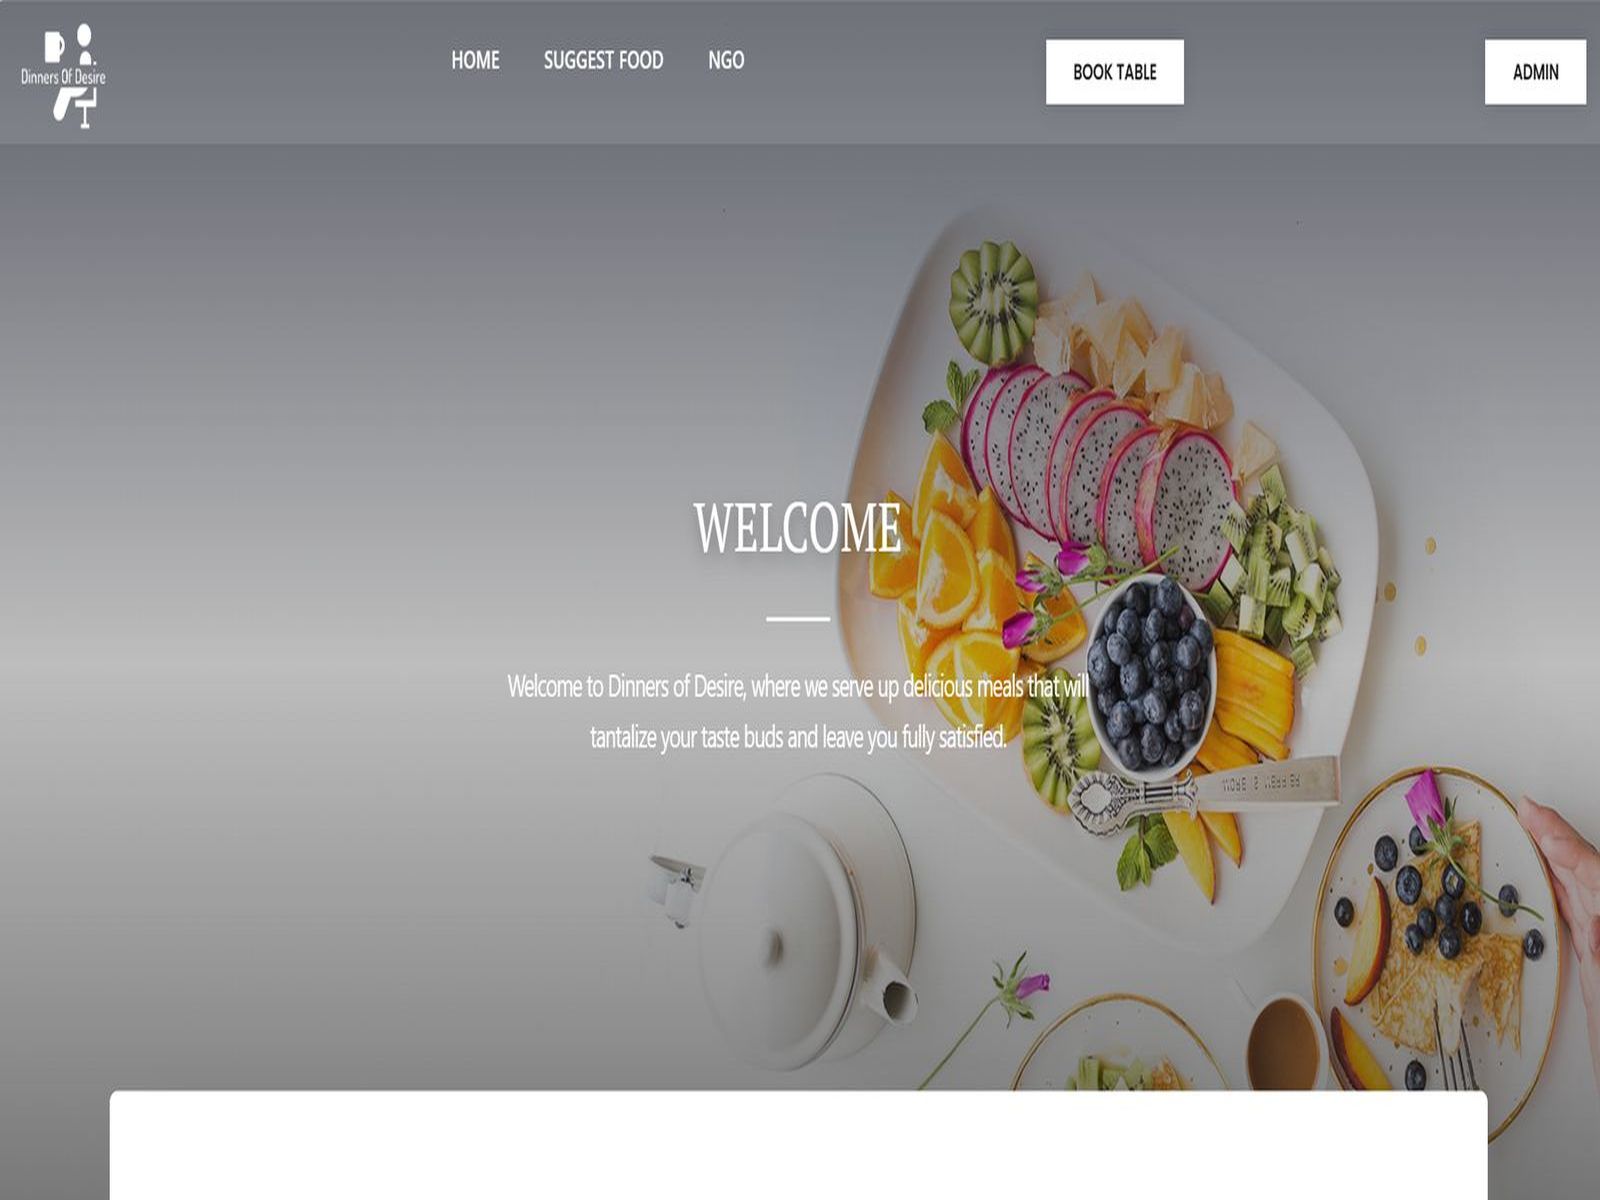 Dinners Of Desire
HOME
SUGGEST FOOD
NGO
BOOK TABLE
ADMIN
WELCOME
Welcome to Dinners of Desire, where we serve up delicious meals that will
tantalize your taste buds and leave you fully satisfied.